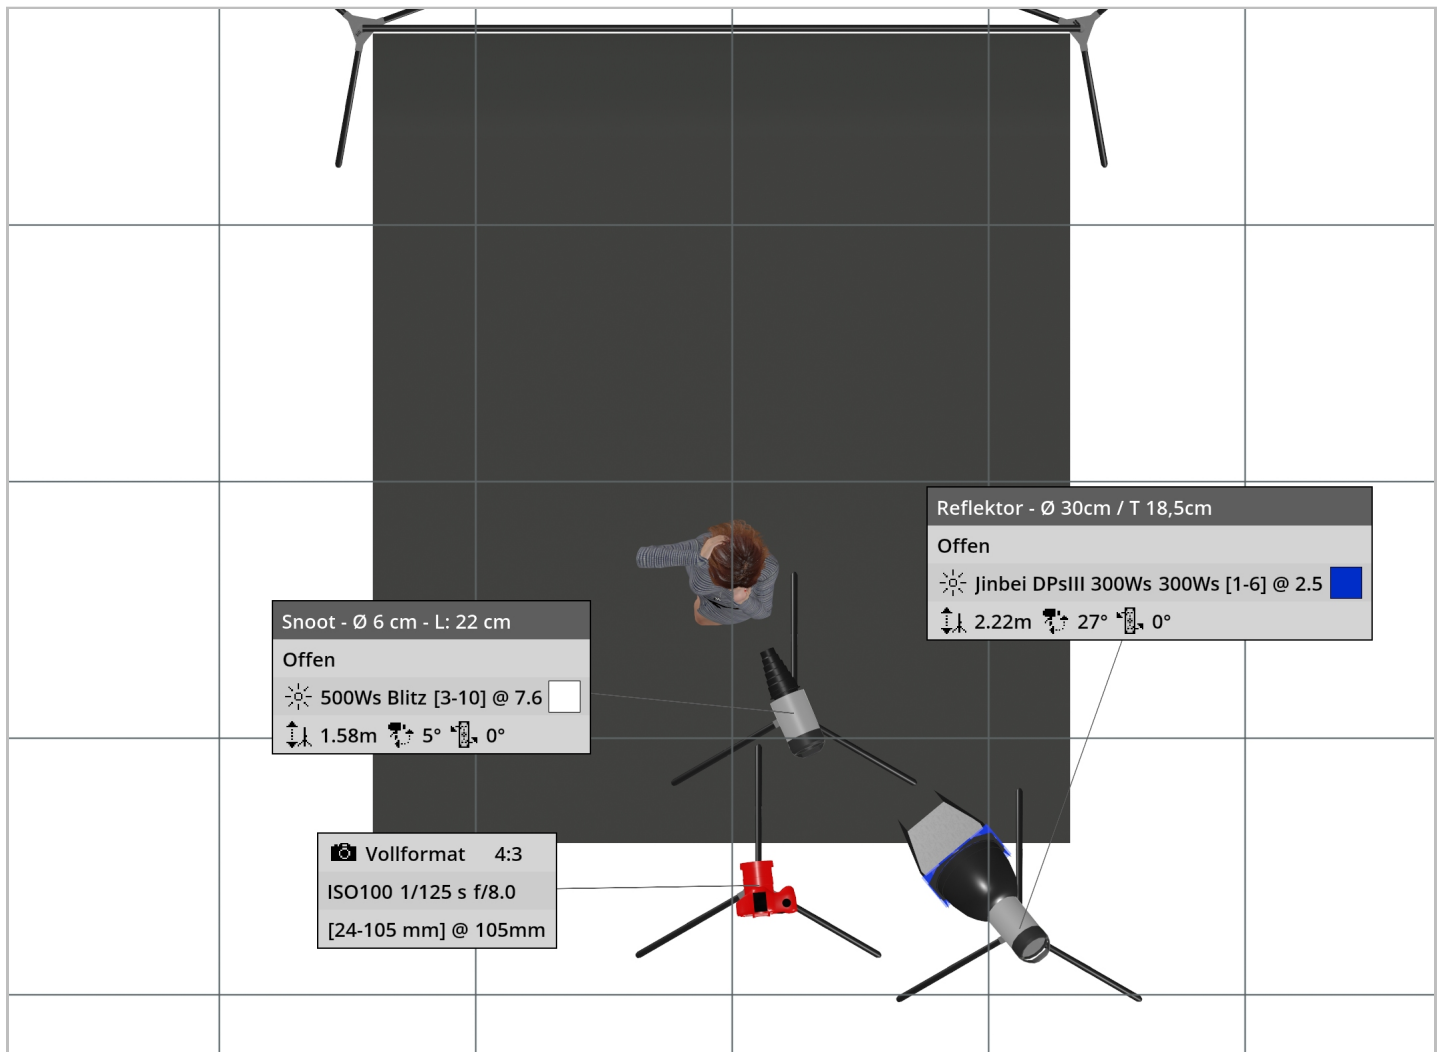 Reflektor - Ø 30cm / T 18,5cm
Offen
Jinbei DPsIII 300Ws 300Ws [1-6] @ 2.5
2.22m 27° 0°
Snoot - Ø 6 cm - L: 22 cm
Offen
500Ws Blitz [3-10] @ 7.6
1.58m 5° 0°
Vollformat 4:3
ISO100 1/125 s f/8.0
[24-105 mm] @ 105mm